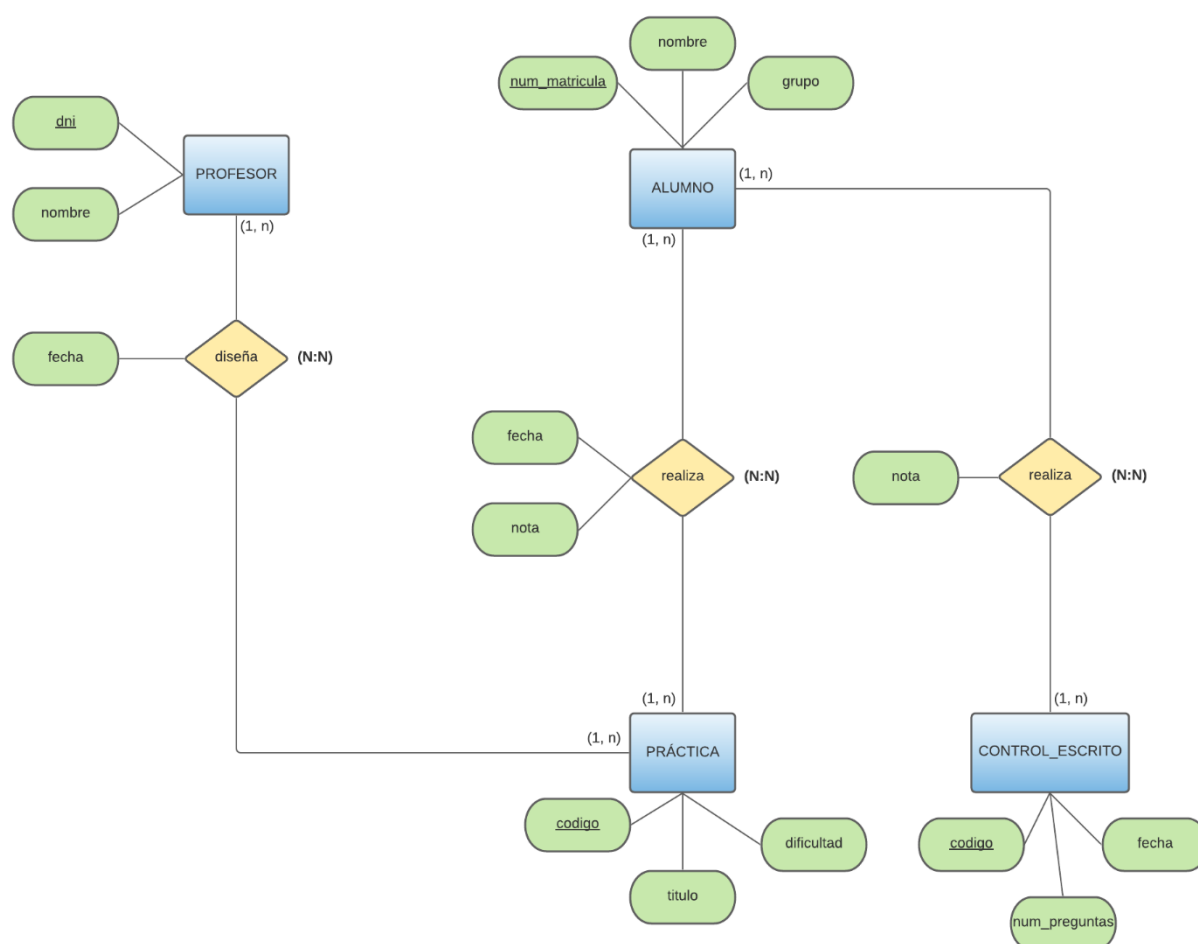 nombre
num_matricula
grupo
dni
PROFESOR
nombre
(1, n)
ALUMNO
(1, n)
(1, n)
fecha
diseña
(N:N)
fecha
nota
realiza
(N:N)
nota
realiza
(N:N)
(1, n)
(1, n)
(1, n)
PRÁCTICA
CONTROL_ESCRITO
codigo
titulo
dificultad
codigo
num_preguntas
fecha